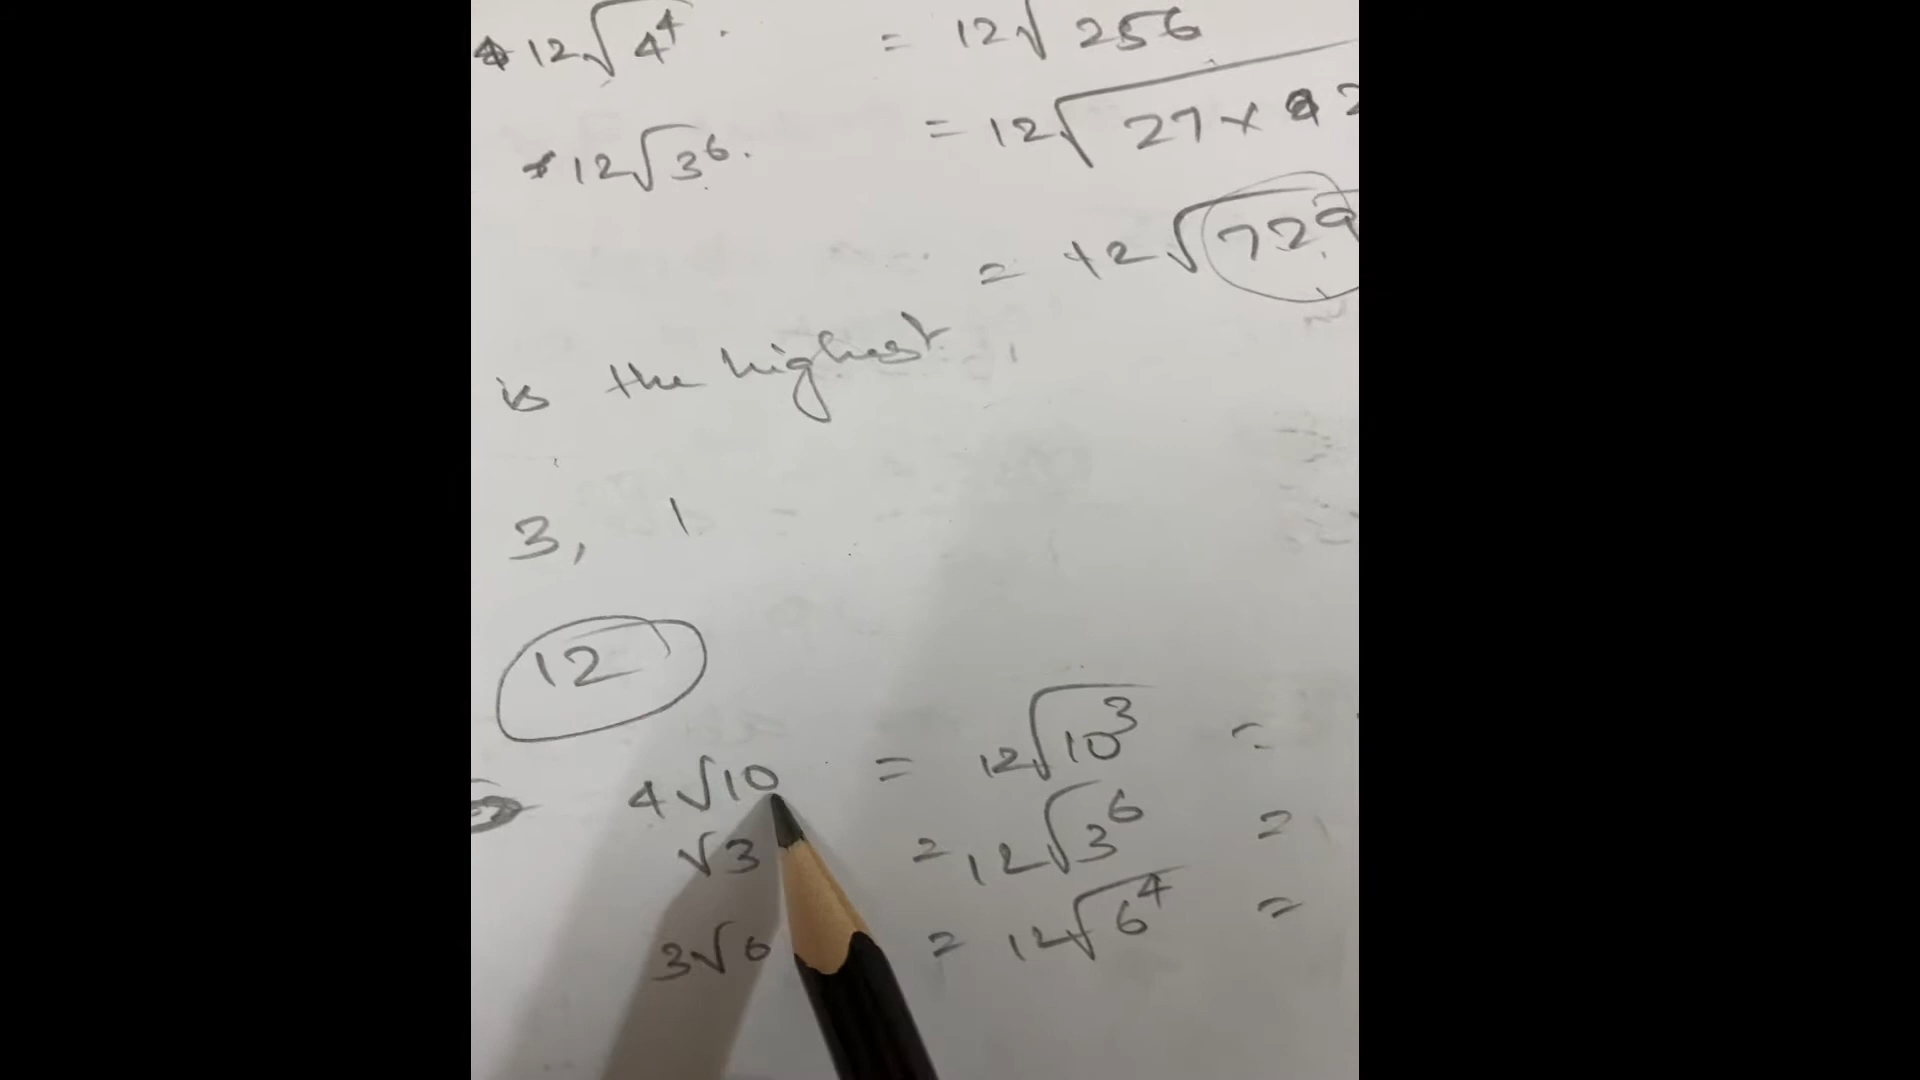 12√4⁴ . = 12√256
12√3⁶. = 12√27×
= 12√729
is the highest
3, 1
12
4√10 = 12√10³ =
√3 = 12√3⁶ =
3√6 = 12√6⁴ =